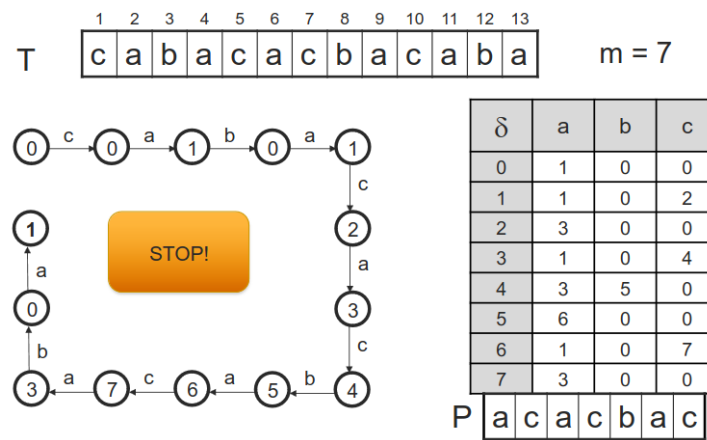 1 2 3 4 5 6 7 8 9 10 11 12 13
T c a b a c a c b a c a b a m = 7
0 c 0 a 1 b 0 a 1
c
2
a
3
c
4
b
5
a
6
c
7
a
3
b
0
a
1
STOP!
δ a b c
0 1 0 0
1 1 0 2
2 3 0 0
3 1 0 4
4 3 5 0
5 6 0 0
6 1 0 7
7 3 0 0
P a c a c b a c